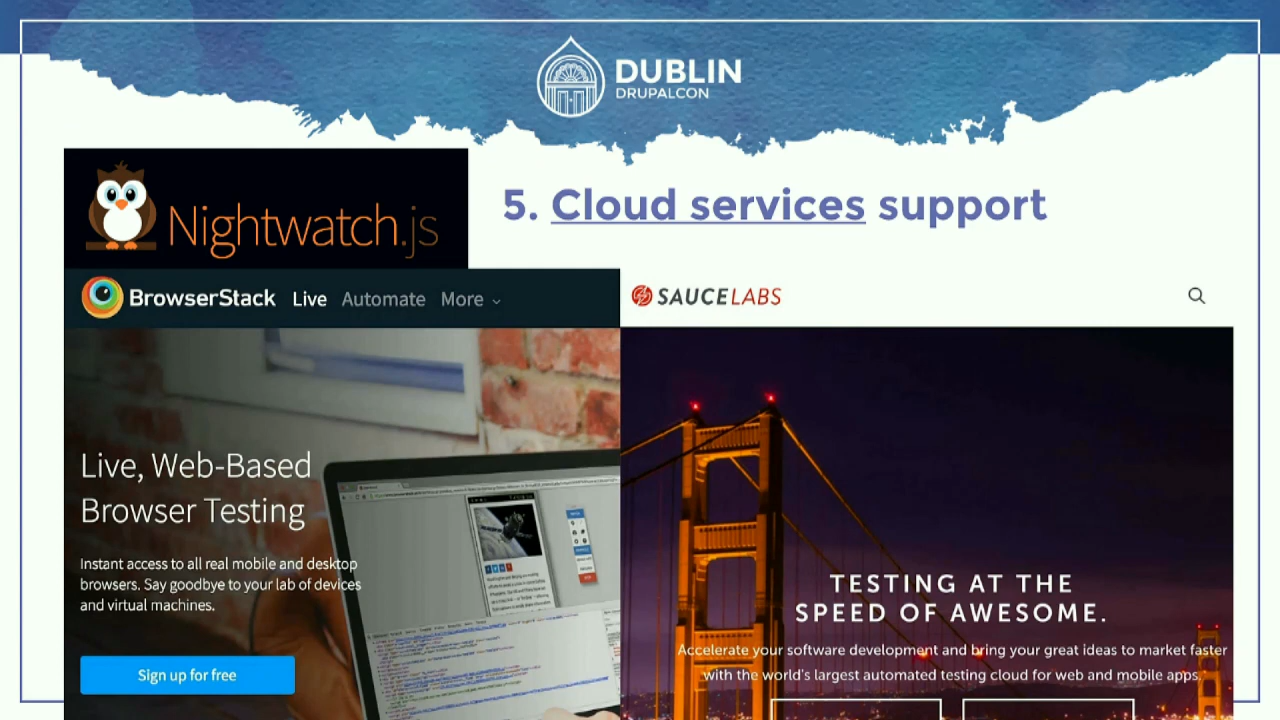 DUBLIN
DRUPALCON
Nightwatch.js
5. Cloud services support
BrowserStack Live Automate More
SAUCELABS
Live, Web-Based
Browser Testing
Instant access to all real mobile and desktop
browsers. Say goodbye to your lab of devices
and virtual machines.
Sign up for free
TESTING AT THE
SPEED OF AWESOME.
Accelerate your software development and bring your great ideas to market faster
with the world's largest automated testing cloud for web and mobile apps.